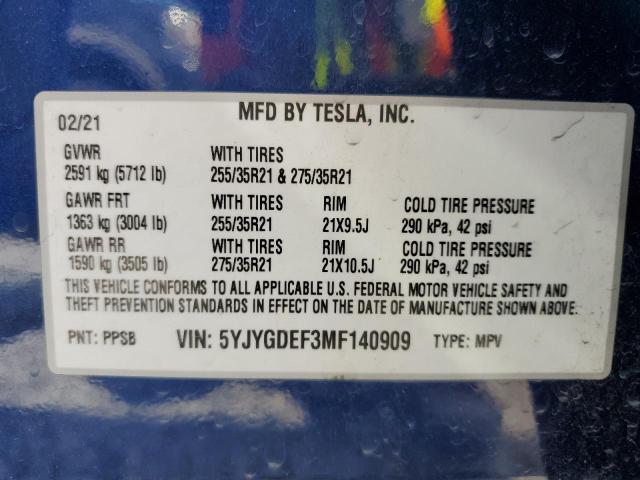 MFD BY TESLA, INC.
02/21
GVWR WITH TIRES
2591 kg (5712 lb) 255/35R21 & 275/35R21
GAWR FRT WITH TIRES RIM COLD TIRE PRESSURE
1363 kg (3004 lb) 255/35R21 21X9.5J 290 kPa, 42 psi
GAWR RR WITH TIRES RIM COLD TIRE PRESSURE
1590 kg (3505 lb) 275/35R21 21X10.5J 290 kPa, 42 psi
THIS VEHICLE CONFORMS TO ALL APPLICABLE U.S. FEDERAL MOTOR VEHICLE SAFETY AND
THEFT PREVENTION STANDARDS IN EFFECT ON THE DATE OF MANUFACTURE SHOWN ABOVE.
PNT: PPSB VIN: 5YJYGDEF3MF140909 TYPE: MPV